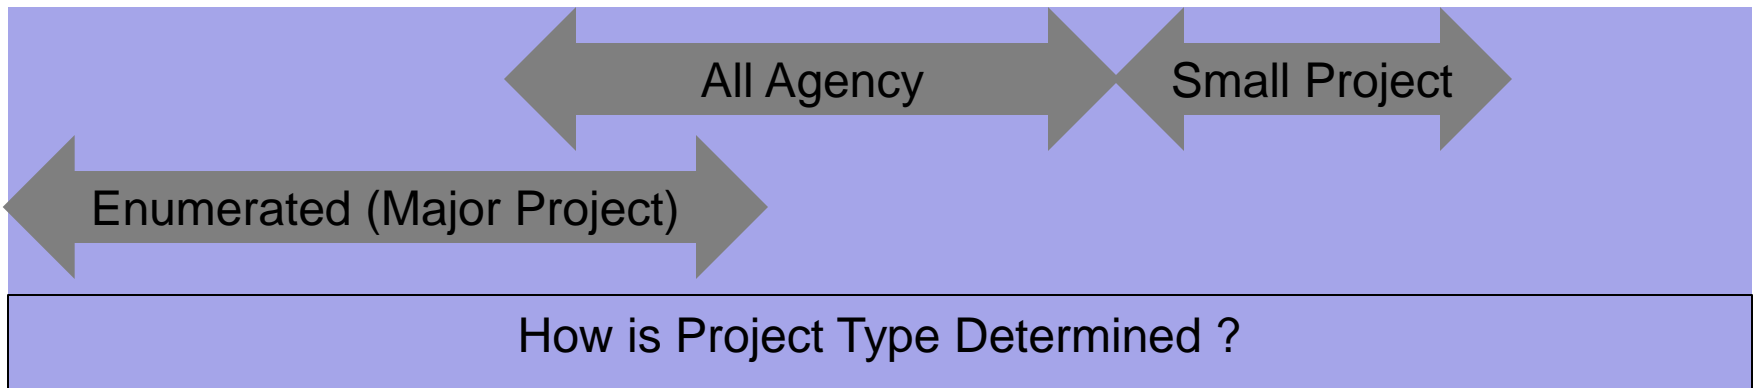 All Agency
Small Project
Enumerated (Major Project)
How is Project Type Determined ?